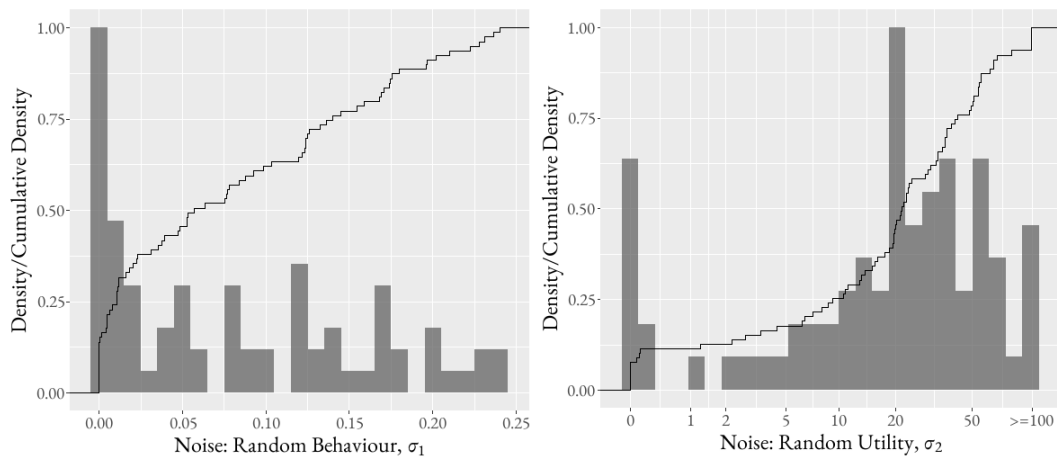 Density/Cumulative Density
1.00
0.75
0.50
0.25
0.00
0.00 0.05 0.10 0.15 0.20 0.25
Noise: Random Behaviour, σ₁
Density/Cumulative Density
1.00
0.75
0.50
0.25
0.00
0 1 2 5 10 20 50 >=100
Noise: Random Utility, σ₂